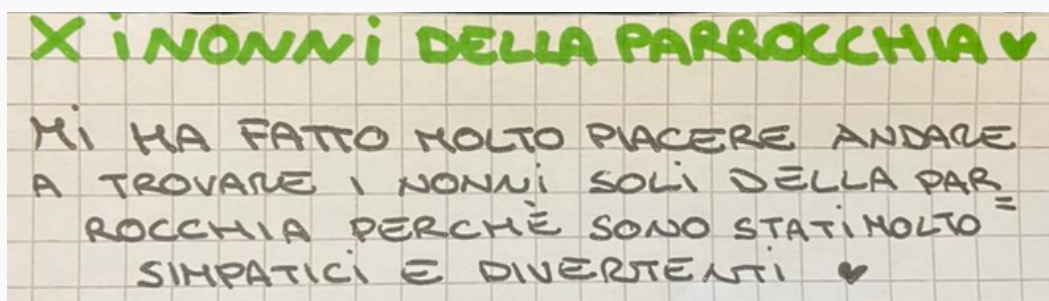 X i NONNi DELLA PARROCCHIA ♥
Mi HA FATTO MOLTO PIACERE ANDARE
A TROVARE I NONNi SOLi DELLA PAR=
ROCCHIA PERCHÈ SONO STATi MOLTO
SIMPATICi E DIVERTENTi ♥